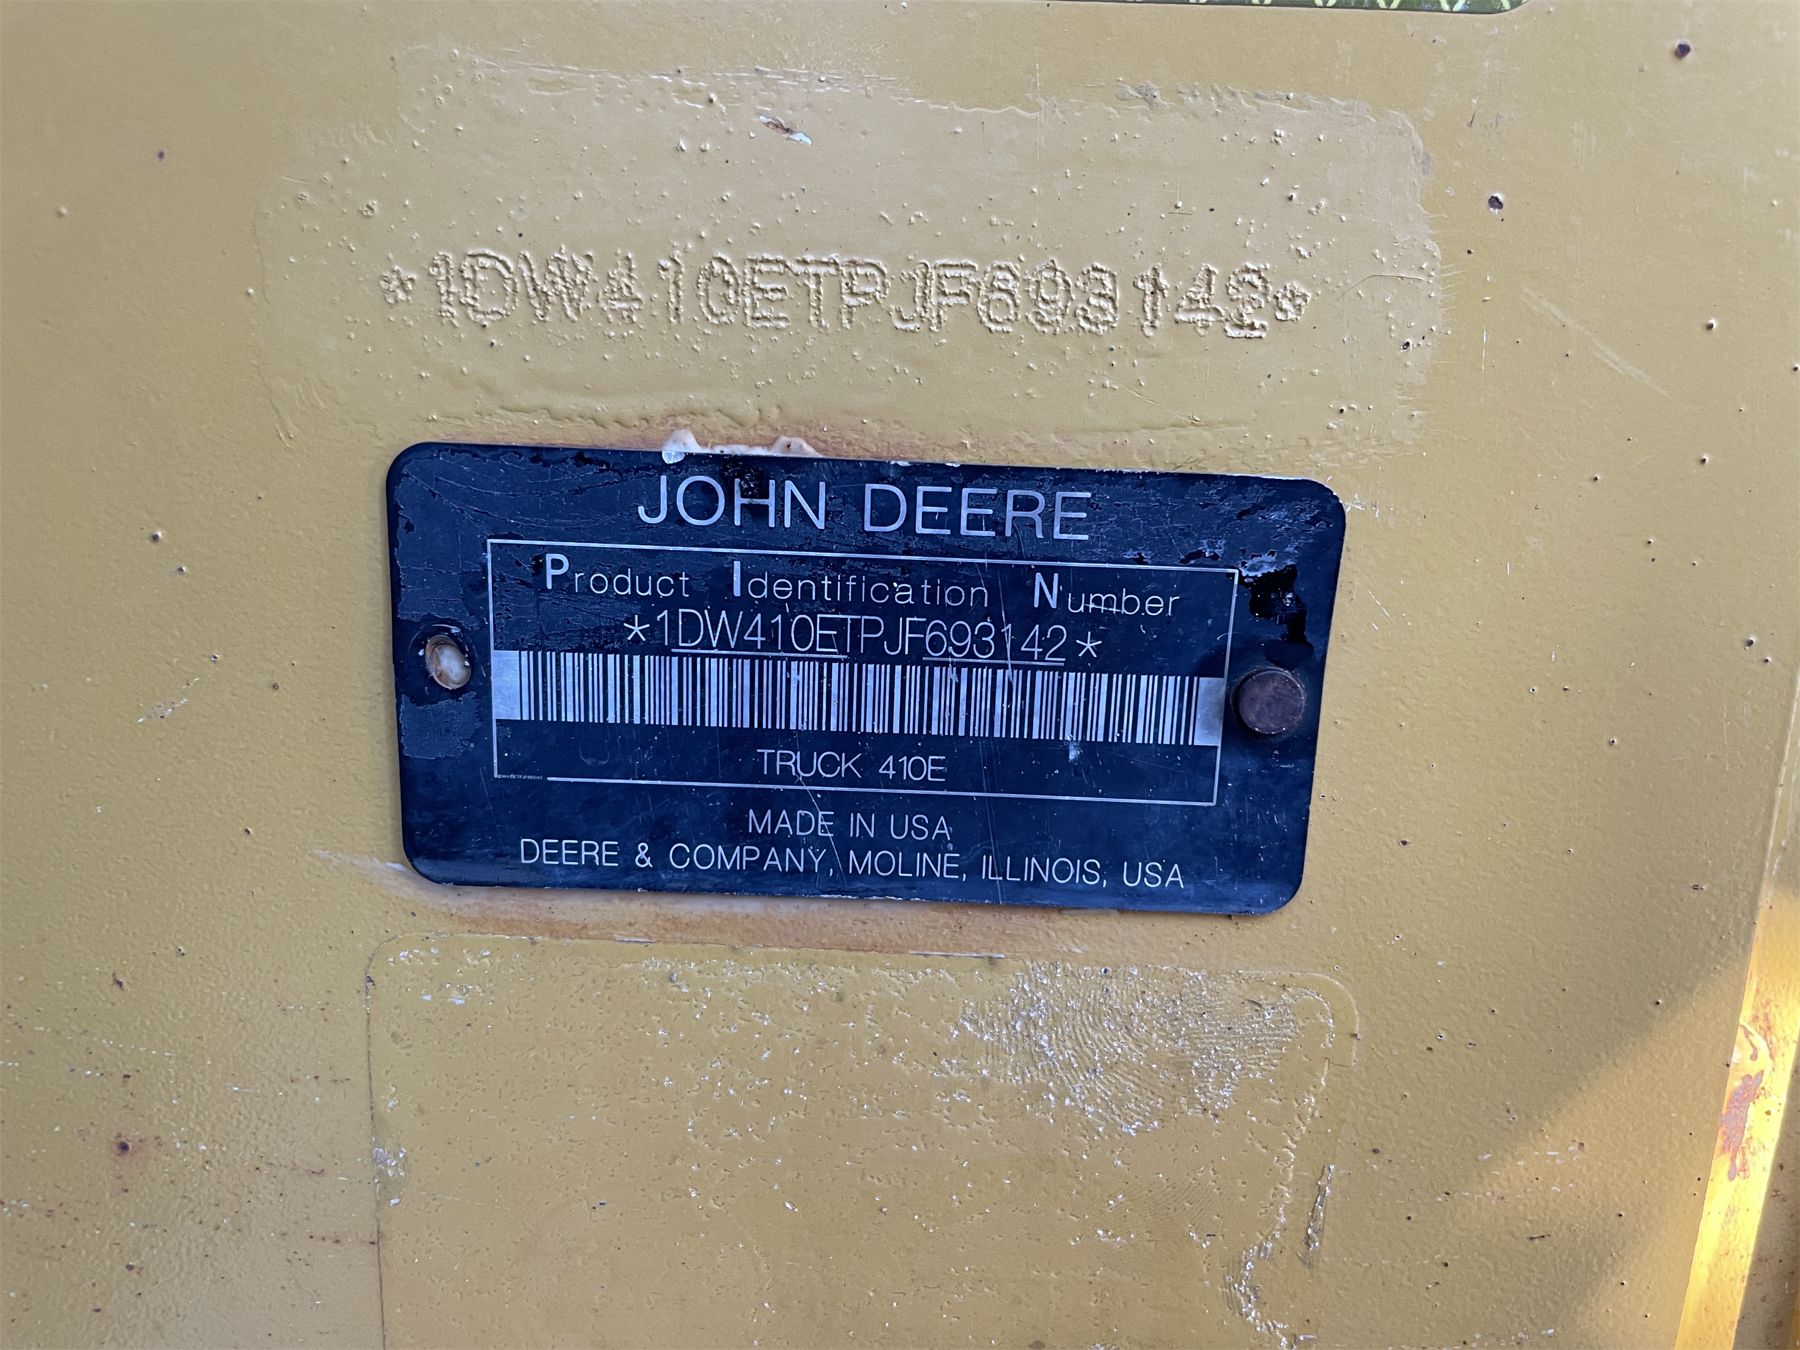 *1DW410ETPJF693142*
JOHN DEERE
Product Identification Number
*1DW410ETPJF693142*
TRUCK 410E
MADE IN USA
DEERE & COMPANY, MOLINE, ILLINOIS, USA